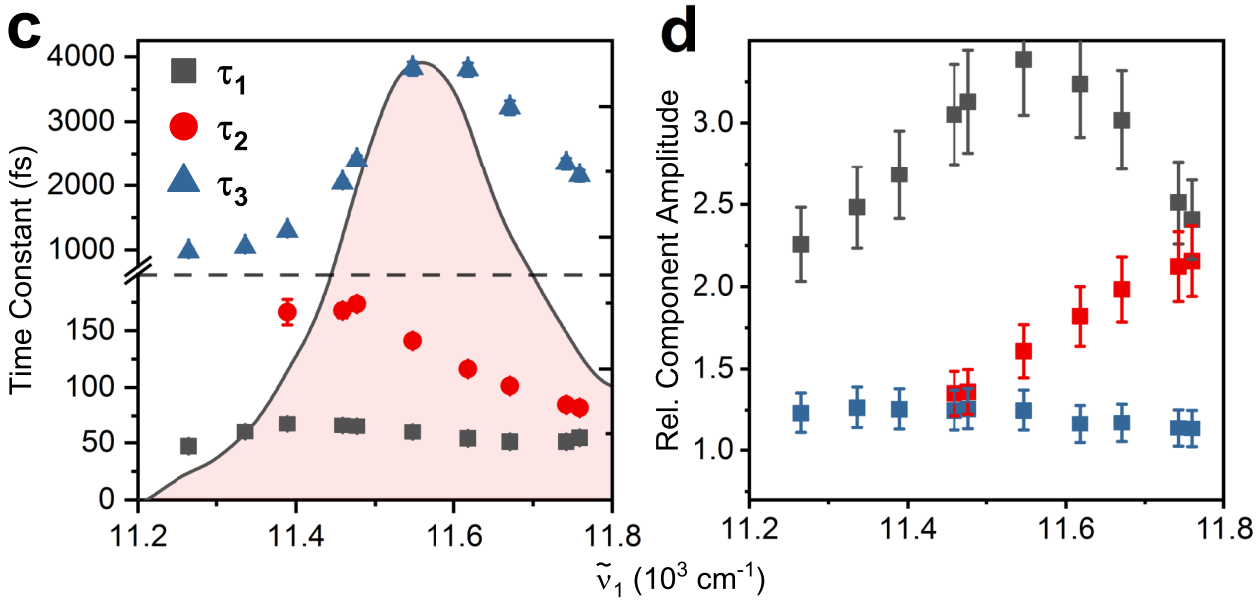 c
Time Constant (fs)
4000
3000
2000
1000
150
100
50
0
τ1
τ2
τ3
11.2
11.4
11.6
11.8
d
Rel. Component Amplitude
3.0
2.5
2.0
1.5
1.0
11.2
11.4
11.6
11.8
ν̃1 (10³ cm⁻¹)